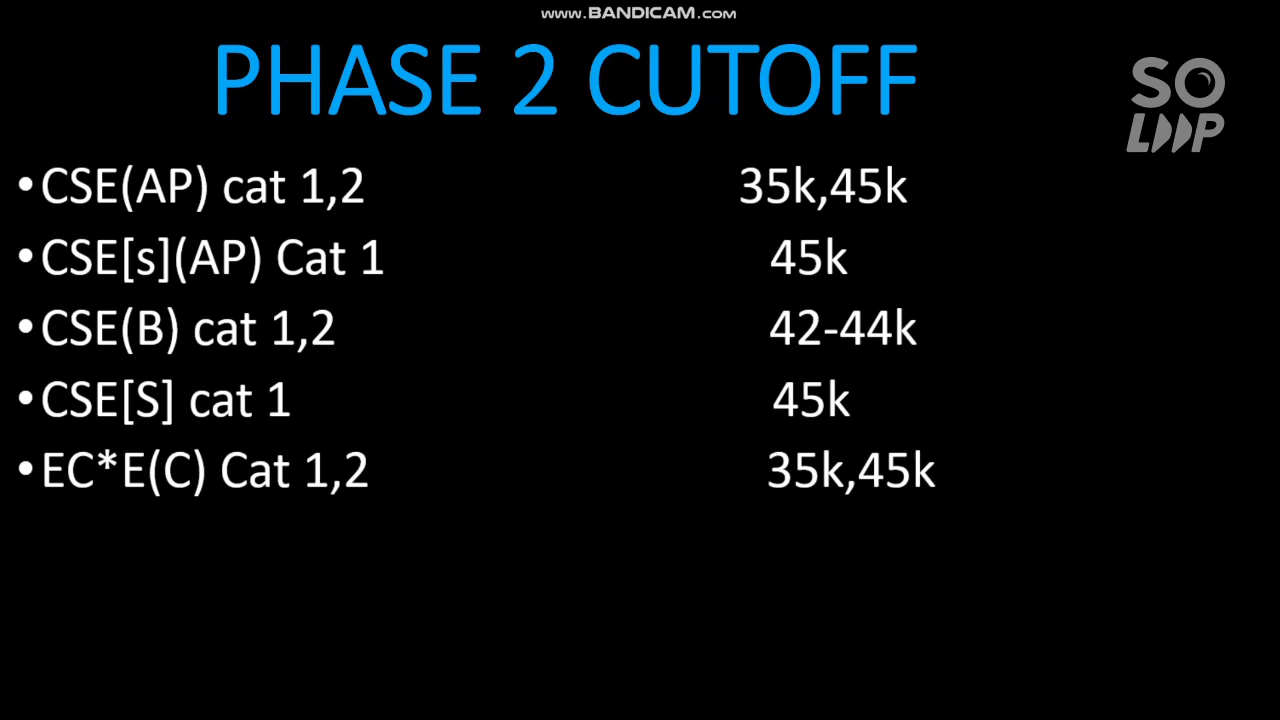 www.BANDICAM.com
PHASE 2 CUTOFF
SO
LOOP
•CSE(AP) cat 1,2 35k,45k
•CSE[s](AP) Cat 1 45k
•CSE(B) cat 1,2 42-44k
•CSE[S] cat 1 45k
•EC*E(C) Cat 1,2 35k,45k